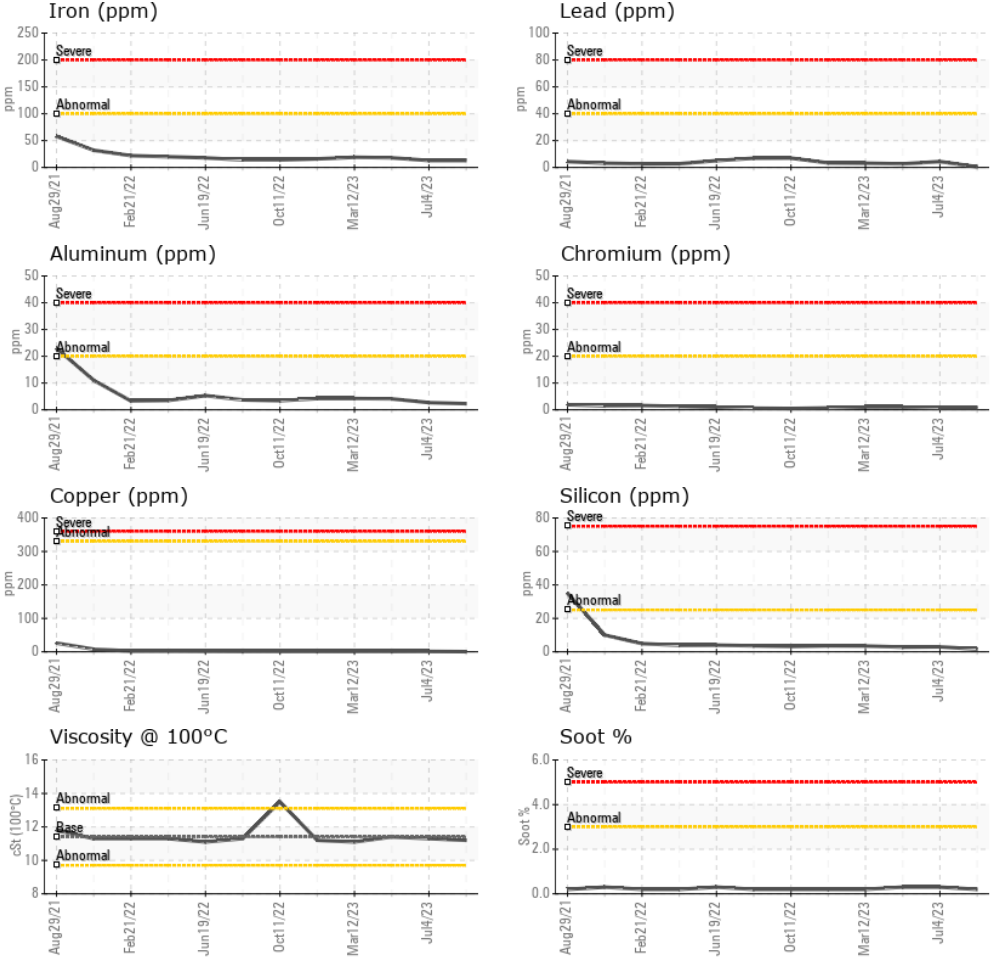 Iron (ppm)
250
200
150
100
50
0
ppm
Severe
Abnormal
Aug29/21
Feb21/22
Jun19/22
Oct11/22
Mar12/23
Jul4/23
Lead (ppm)
100
80
60
40
20
0
ppm
Severe
Abnormal
Aug29/21
Feb21/22
Jun19/22
Oct11/22
Mar12/23
Jul4/23
Aluminum (ppm)
50
40
30
20
10
0
ppm
Severe
Abnormal
Aug29/21
Feb21/22
Jun19/22
Oct11/22
Mar12/23
Jul4/23
Chromium (ppm)
50
40
30
20
10
0
ppm
Severe
Abnormal
Aug29/21
Feb21/22
Jun19/22
Oct11/22
Mar12/23
Jul4/23
Copper (ppm)
400
300
200
100
0
ppm
Severe
Abnormal
Aug29/21
Feb21/22
Jun19/22
Oct11/22
Mar12/23
Jul4/23
Silicon (ppm)
80
60
40
20
0
ppm
Severe
Abnormal
Aug29/21
Feb21/22
Jun19/22
Oct11/22
Mar12/23
Jul4/23
Viscosity @ 100°C
16
14
12
10
8
cSt (100°C)
Abnormal
Base
Abnormal
Aug29/21
Feb21/22
Jun19/22
Oct11/22
Mar12/23
Jul4/23
Soot %
6.0
4.0
2.0
0.0
Soot %
Severe
Abnormal
Aug29/21
Feb21/22
Jun19/22
Oct11/22
Mar12/23
Jul4/23